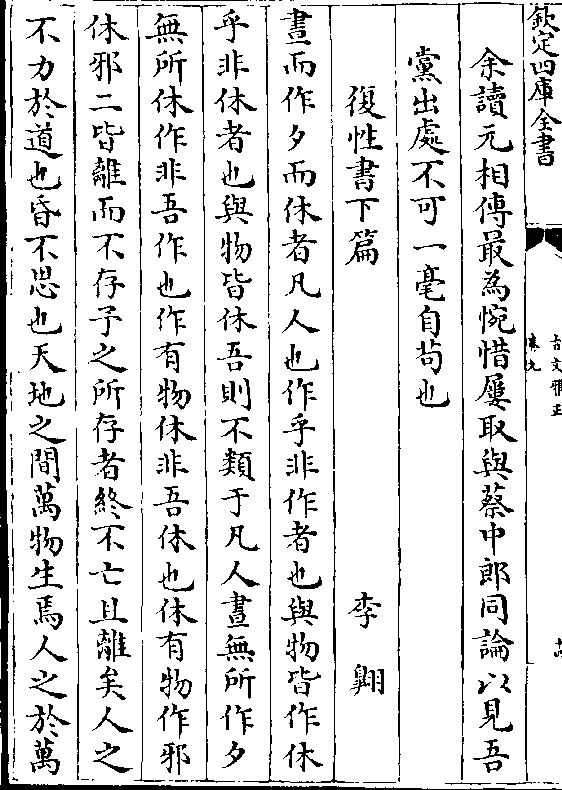 欽定四庫全書
古文雅正
卷九
余讀元相傳最為惋惜屢取與蔡中郎同論以見吾
黨出處不可一毫自茍也
復性書下篇 李翺
晝而作夕而休者凡人也作乎非作者也與物皆作休
乎非休者也與物皆休吾則不類于凡人晝無所作夕
無所休作非吾作也作有物休非吾休也休有物作邪
休邪二皆離而不存予之所存者終不亡且離矣人之
不力於道也昏不思也天地之間萬物生焉人之於萬